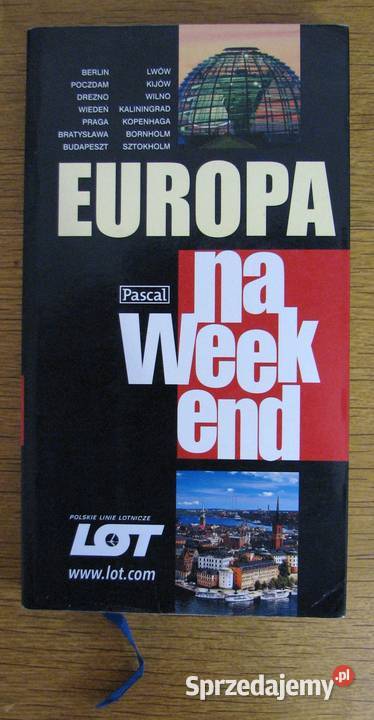 BERLIN LWÓW
POCZDAM KIJÓW
DREZNO WILNO
WIEDEŃ KALININGRAD
PRAGA KOPENHAGA
BRATYSŁAWA BORNHOLM
BUDAPESZT SZTOKHOLM
EUROPA
na
Pascal
Week
end
POLSKIE LINIE LOTNICZE
LOT
www.lot.com
Sprzedajemy.pl